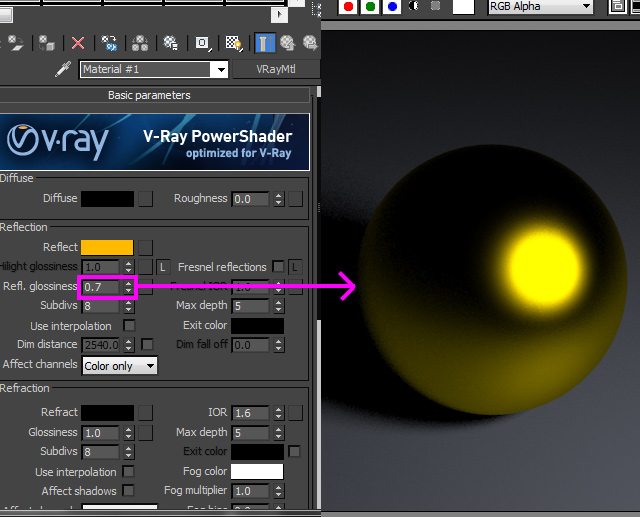 RGB Alpha
Material #1 VRayMtl
Basic parameters
v·ray V-Ray PowerShader
optimized for V-Ray
Diffuse
Diffuse Roughness 0.0
Reflection
Reflect
Hilight glossiness 1.0 L Fresnel reflections L
Refl. glossiness 0.7 Fresnel IOR 1.6
Subdivs 8 Max depth 5
Use interpolation Exit color
Dim distance 2540.0 Dim fall off 0.0
Affect channels Color only
Refraction
Refract IOR 1.6
Glossiness 1.0 Max depth 5
Subdivs 8 Exit color
Use interpolation Fog color
Affect shadows Fog multiplier 1.0